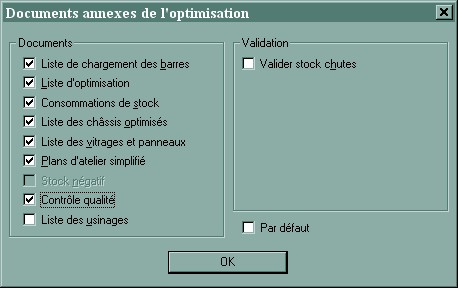 Documents annexes de l'optimisation
Documents
Liste de chargement des barres
Liste d'optimisation
Consommations de stock
Liste des châssis optimisés
Liste des vitrages et panneaux
Plans d'atelier simplifié
Stock négatif
Contrôle qualité
Liste des usinages
Validation
Valider stock chutes
Par défaut
OK